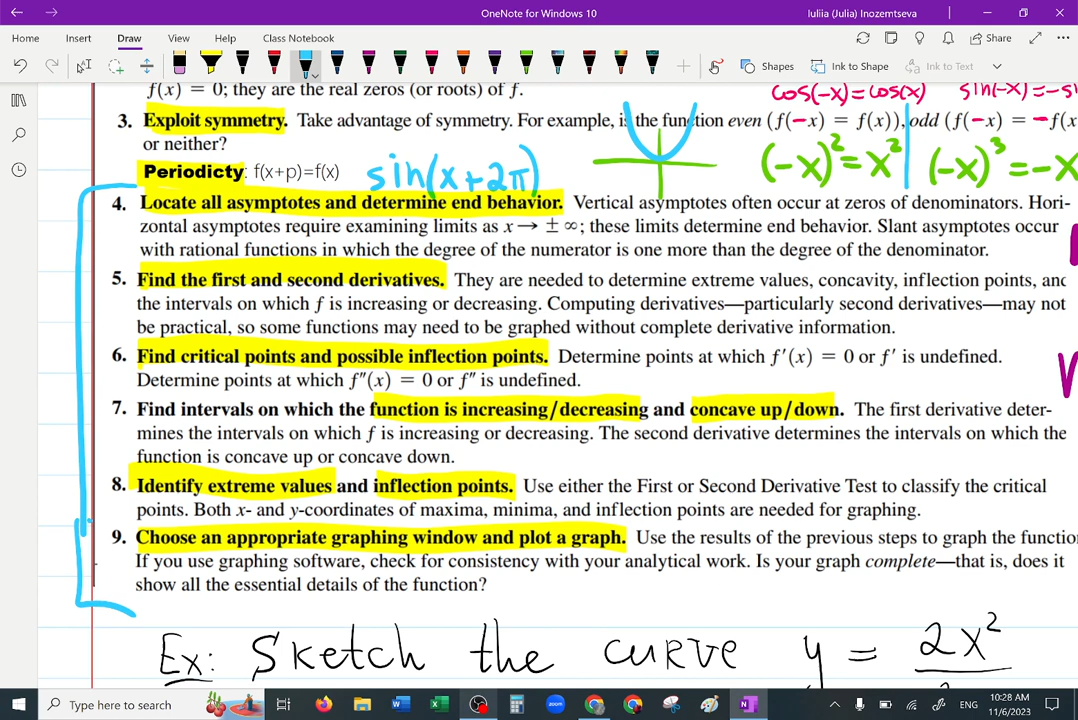 OneNote for Windows 10
Iuliia (Julia) Inozemtseva
Home Insert Draw View Help Class Notebook
Share
Shapes Ink to Shape Ink to Text
f(x) = 0; they are the real zeros (or roots) of f.
cos(-x)=cos(x) sin(-x)=-si
3. Exploit symmetry. Take advantage of symmetry. For example, is the function even (f(-x) = f(x)), odd (f(-x) = -f(x
or neither?
Periodicty: f(x+p)=f(x) sin(x+2π) (-x)² = x² (-x)³ = -x
4. Locate all asymptotes and determine end behavior. Vertical asymptotes often occur at zeros of denominators. Hori-
zontal asymptotes require examining limits as x → ± ∞; these limits determine end behavior. Slant asymptotes occur
with rational functions in which the degree of the numerator is one more than the degree of the denominator.
5. Find the first and second derivatives. They are needed to determine extreme values, concavity, inflection points, and
the intervals on which f is increasing or decreasing. Computing derivatives—particularly second derivatives—may not
be practical, so some functions may need to be graphed without complete derivative information.
6. Find critical points and possible inflection points. Determine points at which f′(x) = 0 or f′ is undefined.
Determine points at which f″(x) = 0 or f″ is undefined.
7. Find intervals on which the function is increasing/decreasing and concave up/down. The first derivative deter-
mines the intervals on which f is increasing or decreasing. The second derivative determines the intervals on which the
function is concave up or concave down.
8. Identify extreme values and inflection points. Use either the First or Second Derivative Test to classify the critical
points. Both x- and y-coordinates of maxima, minima, and inflection points are needed for graphing.
9. Choose an appropriate graphing window and plot a graph. Use the results of the previous steps to graph the functio
If you use graphing software, check for consistency with your analytical work. Is your graph complete—that is, does it
show all the essential details of the function?
Ex: Sketch the curve y = 2x²
Type here to search
ENG
10:28 AM
11/6/2023